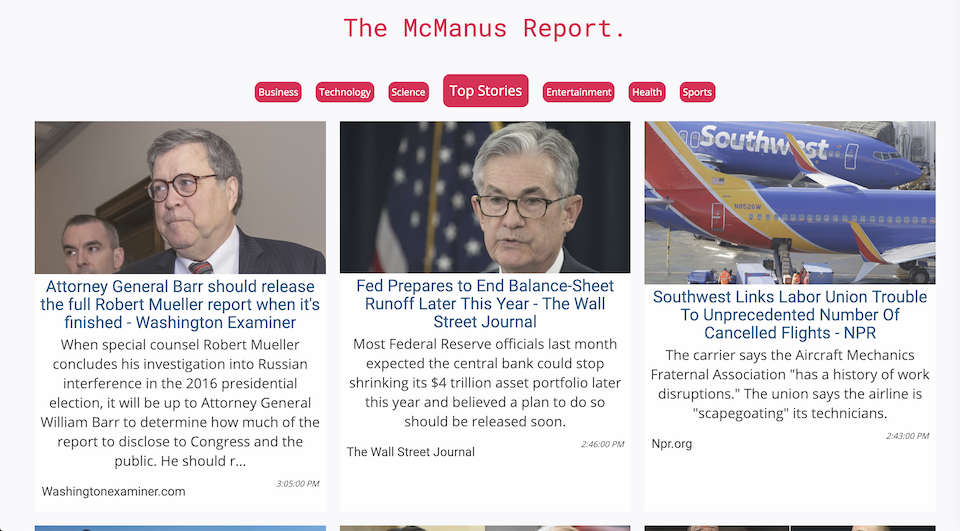 The McManus Report.
Business
Technology
Science
Top Stories
Entertainment
Health
Sports
Attorney General Barr should release
the full Robert Mueller report when it's
finished - Washington Examiner
When special counsel Robert Mueller
concludes his investigation into Russian
interference in the 2016 presidential
election, it will be up to Attorney General
William Barr to determine how much of the
report to disclose to Congress and the
public. He should r...
Washingtonexaminer.com
3:05:00 PM
Fed Prepares to End Balance-Sheet
Runoff Later This Year - The Wall
Street Journal
Most Federal Reserve officials last month
expected the central bank could stop
shrinking its $4 trillion asset portfolio later
this year and believed a plan to do so
should be released soon.
The Wall Street Journal
2:46:00 PM
Southwest
N8526W
Southwest Links Labor Union Trouble
To Unprecedented Number Of
Cancelled Flights - NPR
The carrier says the Aircraft Mechanics
Fraternal Association "has a history of work
disruptions." The union says the airline is
"scapegoating" its technicians.
Npr.org
2:43:00 PM